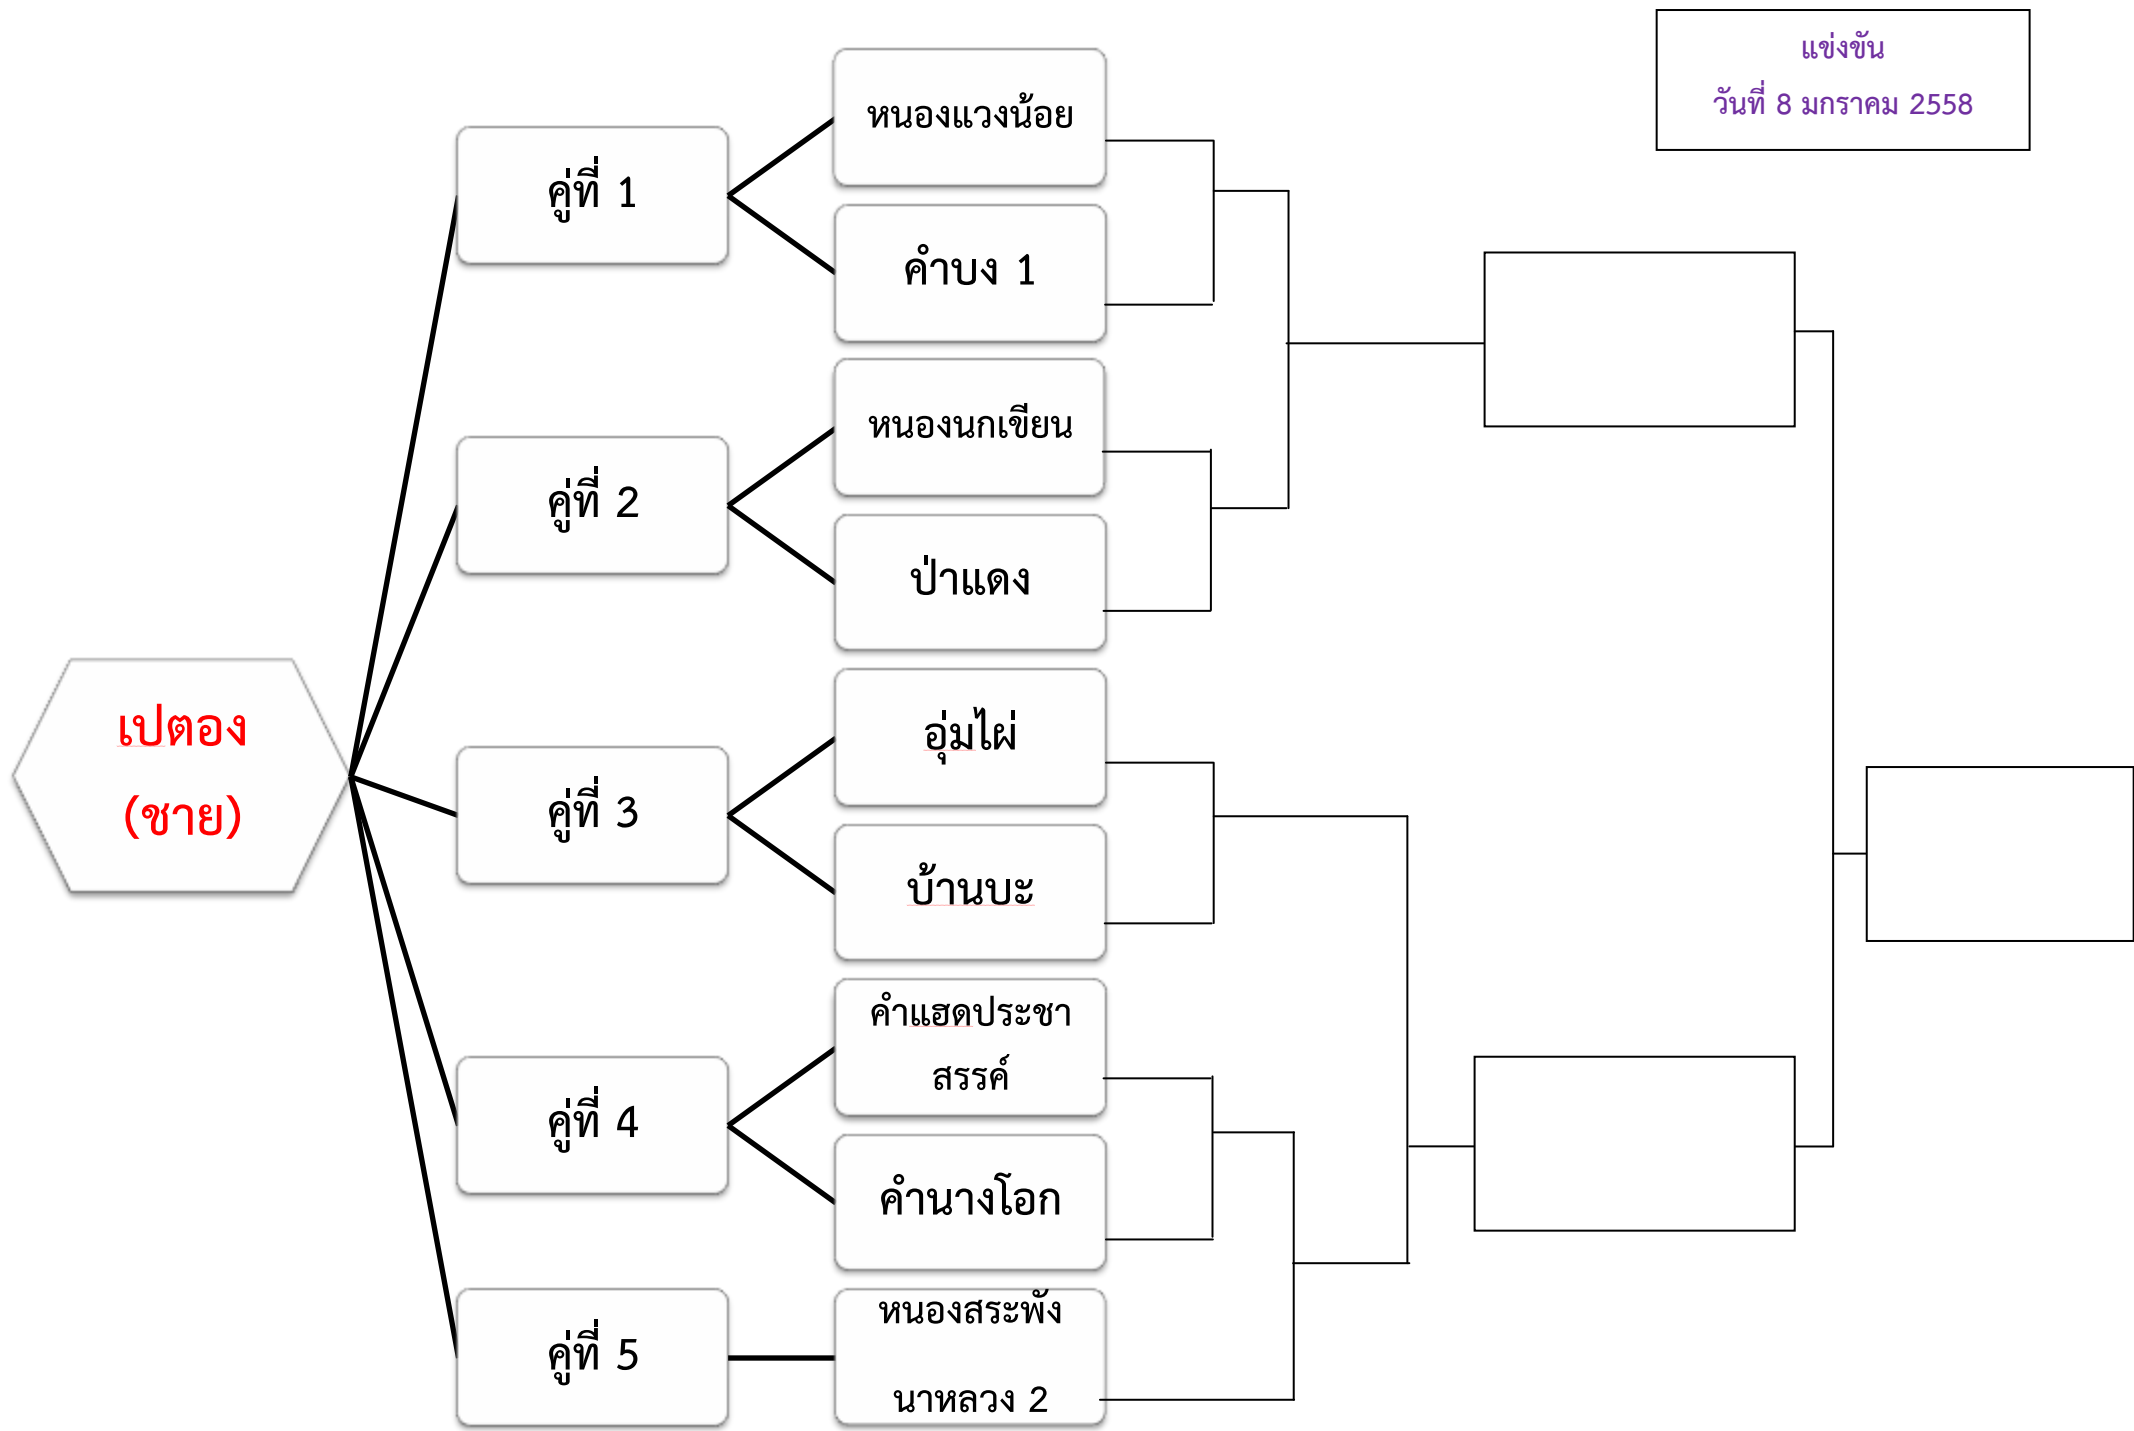 แข่งขัน
วันที่ 8 มกราคม 2558
เปตอง
(ชาย)
คู่ที่ 1
หนองแวงน้อย
คำบง 1
คู่ที่ 2
หนองนกเขียน
ป่าแดง
คู่ที่ 3
อุ่มไผ่
บ้านบะ
คู่ที่ 4
คำแฮดประชา
สรรค์
คำนางโอก
คู่ที่ 5
หนองสระพัง
นาหลวง 2